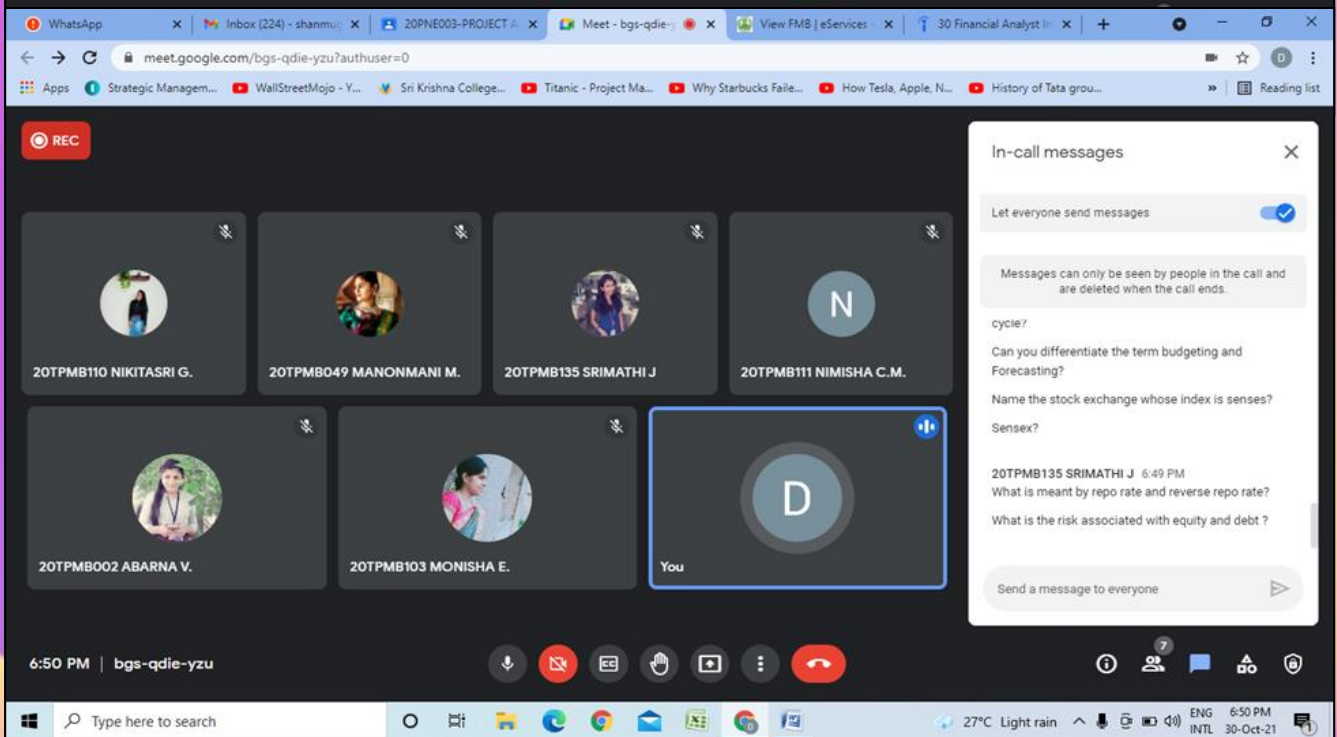 WhatsApp
Inbox (224) - shanmu
20PNE003-PROJECT A
Meet - bgs-qdie-y
View FMB | eServices
30 Financial Analyst In
meet.google.com/bgs-qdie-yzu?authuser=0
D
Apps
Strategic Managem...
WallStreetMojo - Y...
Sri Krishna College...
Titanic - Project Ma...
Why Starbucks Faile...
How Tesla, Apple, N...
History of Tata grou...
»
Reading list
REC
In-call messages
Let everyone send messages
Messages can only be seen by people in the call and
are deleted when the call ends.
cycle?
Can you differentiate the term budgeting and
Forecasting?
Name the stock exchange whose index is senses?
Sensex?
20TPMB135 SRIMATHI J 6:49 PM
What is meant by repo rate and reverse repo rate?
What is the risk associated with equity and debt ?
Send a message to everyone
20TPMB110 NIKITASRI G.
20TPMB049 MANONMANI M.
20TPMB135 SRIMATHI J
N
20TPMB111 NIMISHA C.M.
20TPMB002 ABARNA V.
20TPMB103 MONISHA E.
D
You
6:50 PM | bgs-qdie-yzu
CC
7
Type here to search
27°C Light rain
ENG
INTL
6:50 PM
30-Oct-21
1